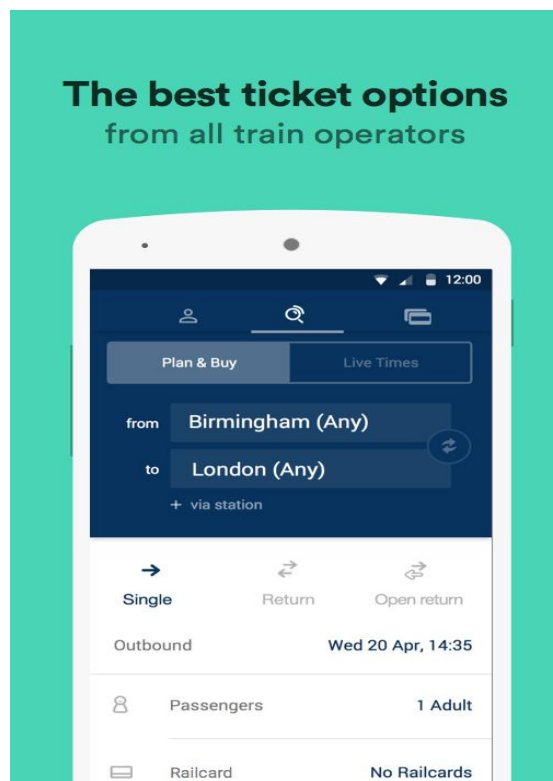 The best ticket options
from all train operators
12:00
Plan & Buy Live Times
from Birmingham (Any)
to London (Any)
+ via station
Single Return Open return
Outbound Wed 20 Apr, 14:35
Passengers 1 Adult
Railcard No Railcards